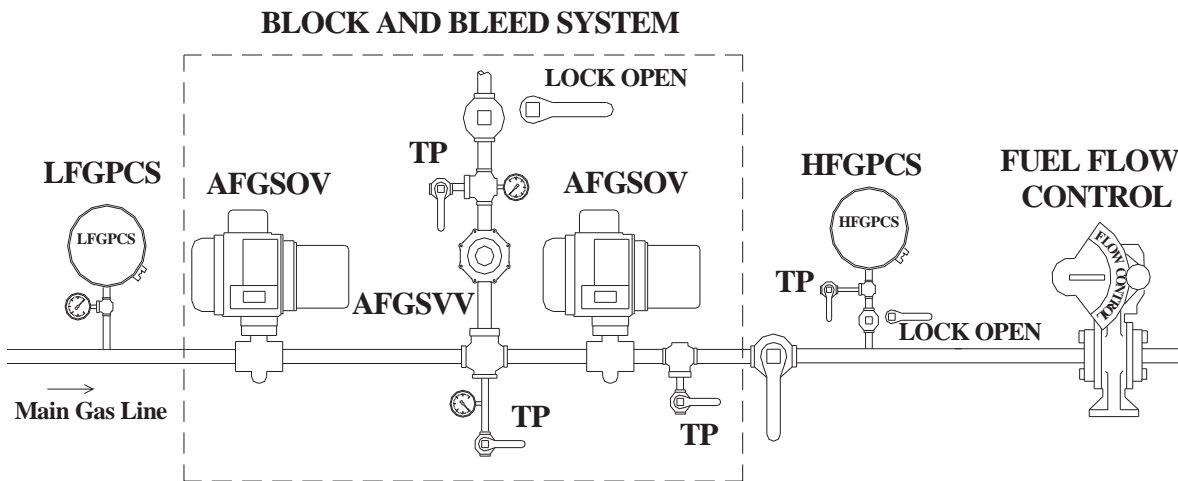 BLOCK AND BLEED SYSTEM
LOCK OPEN
TP
LFGPCS
AFGSOV
AFGSOV
HFGPCS
FUEL FLOW
CONTROL
LFGPCS
HFGPCS
FLOW CONTROL
TP
AFGSVV
LOCK OPEN
Main Gas Line
TP
TP